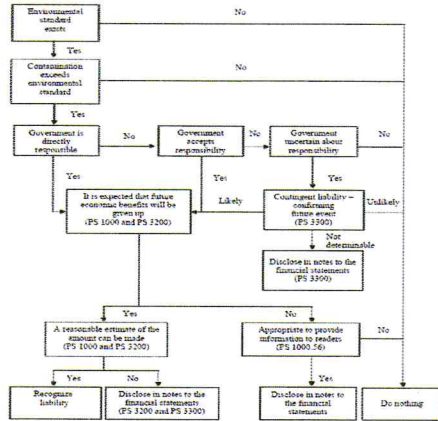 Environmental
standard
exists
No
Yes
Contamination
exceeds
environmental
standard
No
Yes
Government is
directly
responsible
No
Government
accepts
responsibility
No
Government
uncertain about
responsibility
No
Yes
Yes
Yes
It is expected that future
economic benefits will be
given up
(PS 1000 and PS 3200)
Likely
Contingent liability –
confirming
future event
(PS 3300)
Unlikely
Not
determinable
Disclose in notes to the
financial statements
(PS 3300)
Yes
No
A reasonable estimate of the
amount can be made
(PS 1000 and PS 3200)
Appropriate to provide
information to readers
(PS 1000.56)
No
Yes
No
Yes
Recognize
liability
Disclose in notes to the
financial statements
(PS 3200 and PS 3300)
Disclose in notes to
the financial
statements
Do nothing